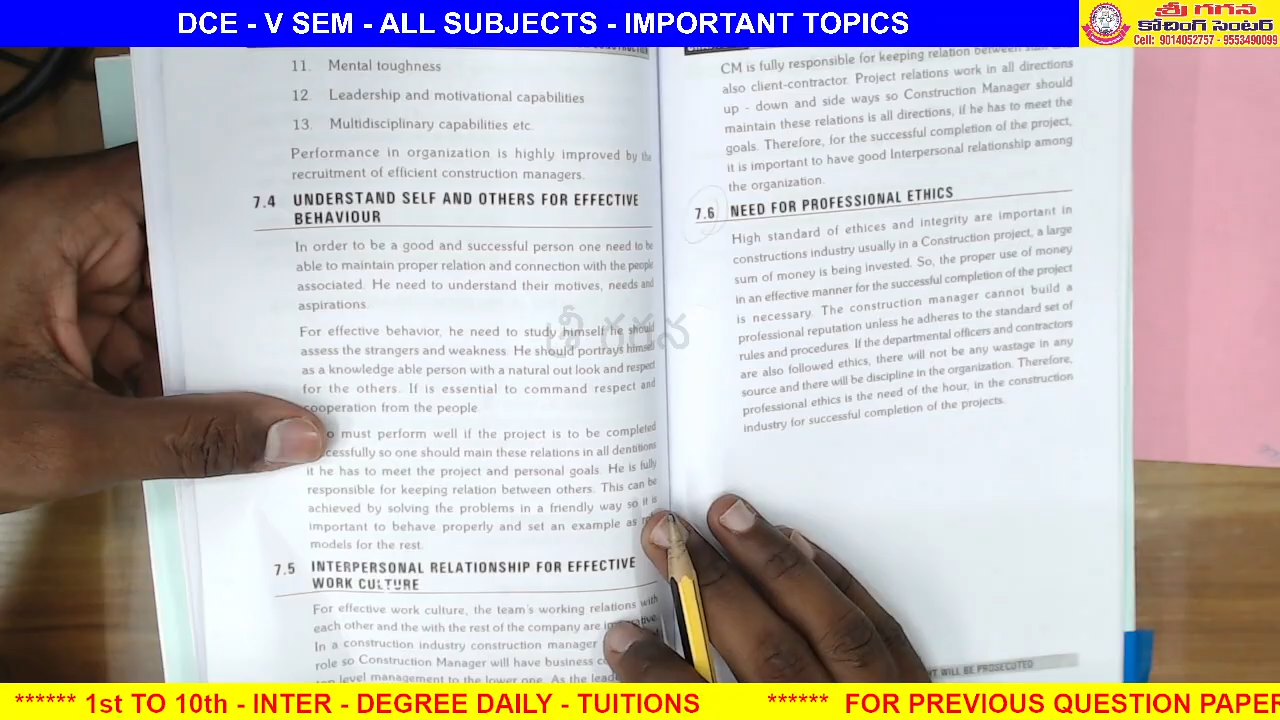 DCE - V SEM - ALL SUBJECTS - IMPORTANT TOPICS
శ్రీ గగన
కోచింగ్ సెంటర్
Cell: 9014052757 - 9553490099
11. Mental toughness
12. Leadership and motivational capabilities
13. Multidisciplinary capabilities etc.
Performance in organization is highly improved by the
recruitment of efficient construction managers.
7.4 UNDERSTAND SELF AND OTHERS FOR EFFECTIVE
BEHAVIOUR
In order to be a good and successful person one need to be
able to maintain proper relation and connection with the people
associated. He need to understand their motives, needs and
aspirations.
For effective behavior, he need to study himself he should
assess the strangers and weakness. He should portrays himself
as a knowledge able person with a natural out look and respect
for the others. If is essential to command respect and
cooperation from the people
must perform well if the project is to be completed
so one should main these relations in all dentitions
it he has to meet the project and personal goals. He is fully
responsible for keeping relation between others. This can be
achieved by solving the problems in a friendly way so it is
important to behave properly and set an example as
models for the rest.
7.5 INTERPERSONAL RELATIONSHIP FOR EFFECTIVE
WORK CULTURE
For effective work culture, the team's working relations with
each other and the with the rest of the company are
In a construction industry construction manager
role so Construction Manager will have business
level management to the lower one. As the
CM is fully responsible for keeping relation between
also client-contractor. Project relations work in all directions
up - down and side ways so Construction Manager should
maintain these relations is all directions, if he has to meet the
goals. Therefore, for the successful completion of the project,
it is important to have good Interpersonal relationship among
the organization.
7.6 NEED FOR PROFESSIONAL ETHICS
High standard of ethices and integrity are important in
constructions industry usually in a Construction project, a large
sum of money is being invested. So, the proper use of money
in an effective manner for the successful completion of the project
is necessary. The construction manager cannot build a
professional reputation unless he adheres to the standard set of
rules and procedures. If the departmental officers and contractors
are also followed ethics, there will not be any wastage in any
source and there will be discipline in the organization. Therefore,
professional ethics is the need of the hour, in the construction
industry for successful completion of the projects.
శ్రీ గగన
WILL BE PROSECUTED
****** 1st TO 10th - INTER - DEGREE DAILY - TUITIONS ****** FOR PREVIOUS QUESTION PAPER